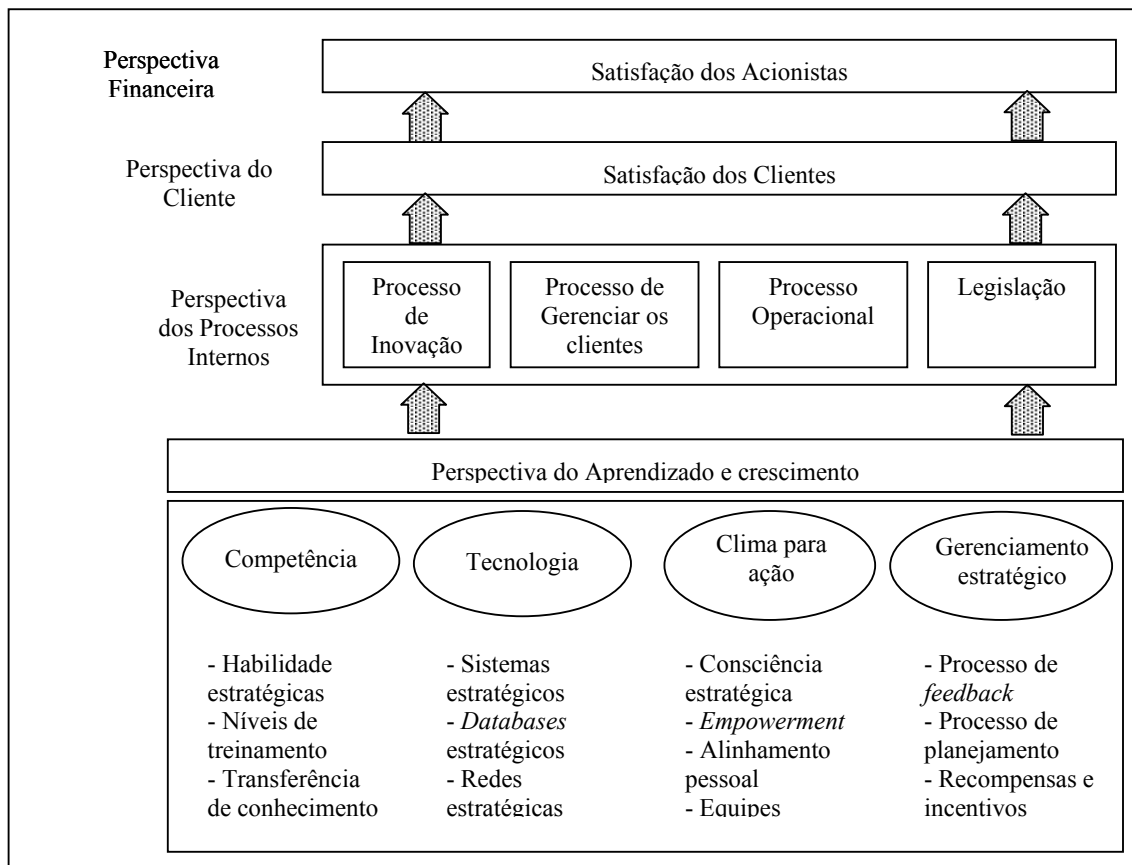 Perspectiva
Financeira
Satisfação dos Acionistas
Perspectiva do
Cliente
Satisfação dos Clientes
Perspectiva
dos Processos
Internos
Processo
de
Inovação
Processo de
Gerenciar os
clientes
Processo
Operacional
Legislação
Perspectiva do Aprendizado e crescimento
Competência
Tecnologia
Clima para
ação
Gerenciamento
estratégico
- Habilidade
estratégicas
- Níveis de
treinamento
- Transferência
de conhecimento
- Sistemas
estratégicos
- Databases
estratégicos
- Redes
estratégicas
- Consciência
estratégica
- Empowerment
- Alinhamento
pessoal
- Equipes
- Processo de
feedback
- Processo de
planejamento
- Recompensas e
incentivos